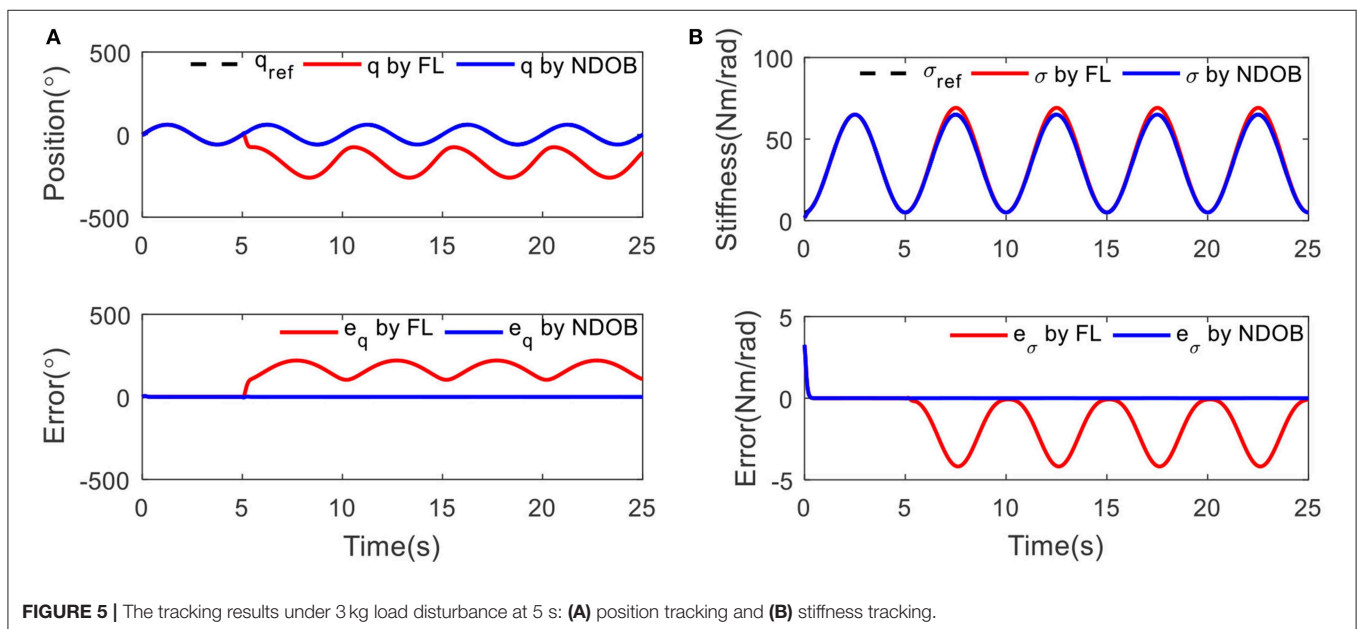 A
500
0
-500
Position(°)
q_ref q by FL q by NDOB
0 5 10 15 20 25
500
0
-500
Error(°)
e_q by FL e_q by NDOB
0 5 10 15 20 25
Time(s)
B
100
50
0
Stiffness(Nm/rad)
σ_ref σ by FL σ by NDOB
0 5 10 15 20 25
5
0
-5
Error(Nm/rad)
e_σ by FL e_σ by NDOB
0 5 10 15 20 25
Time(s)
FIGURE 5 | The tracking results under 3 kg load disturbance at 5 s: (A) position tracking and (B) stiffness tracking.